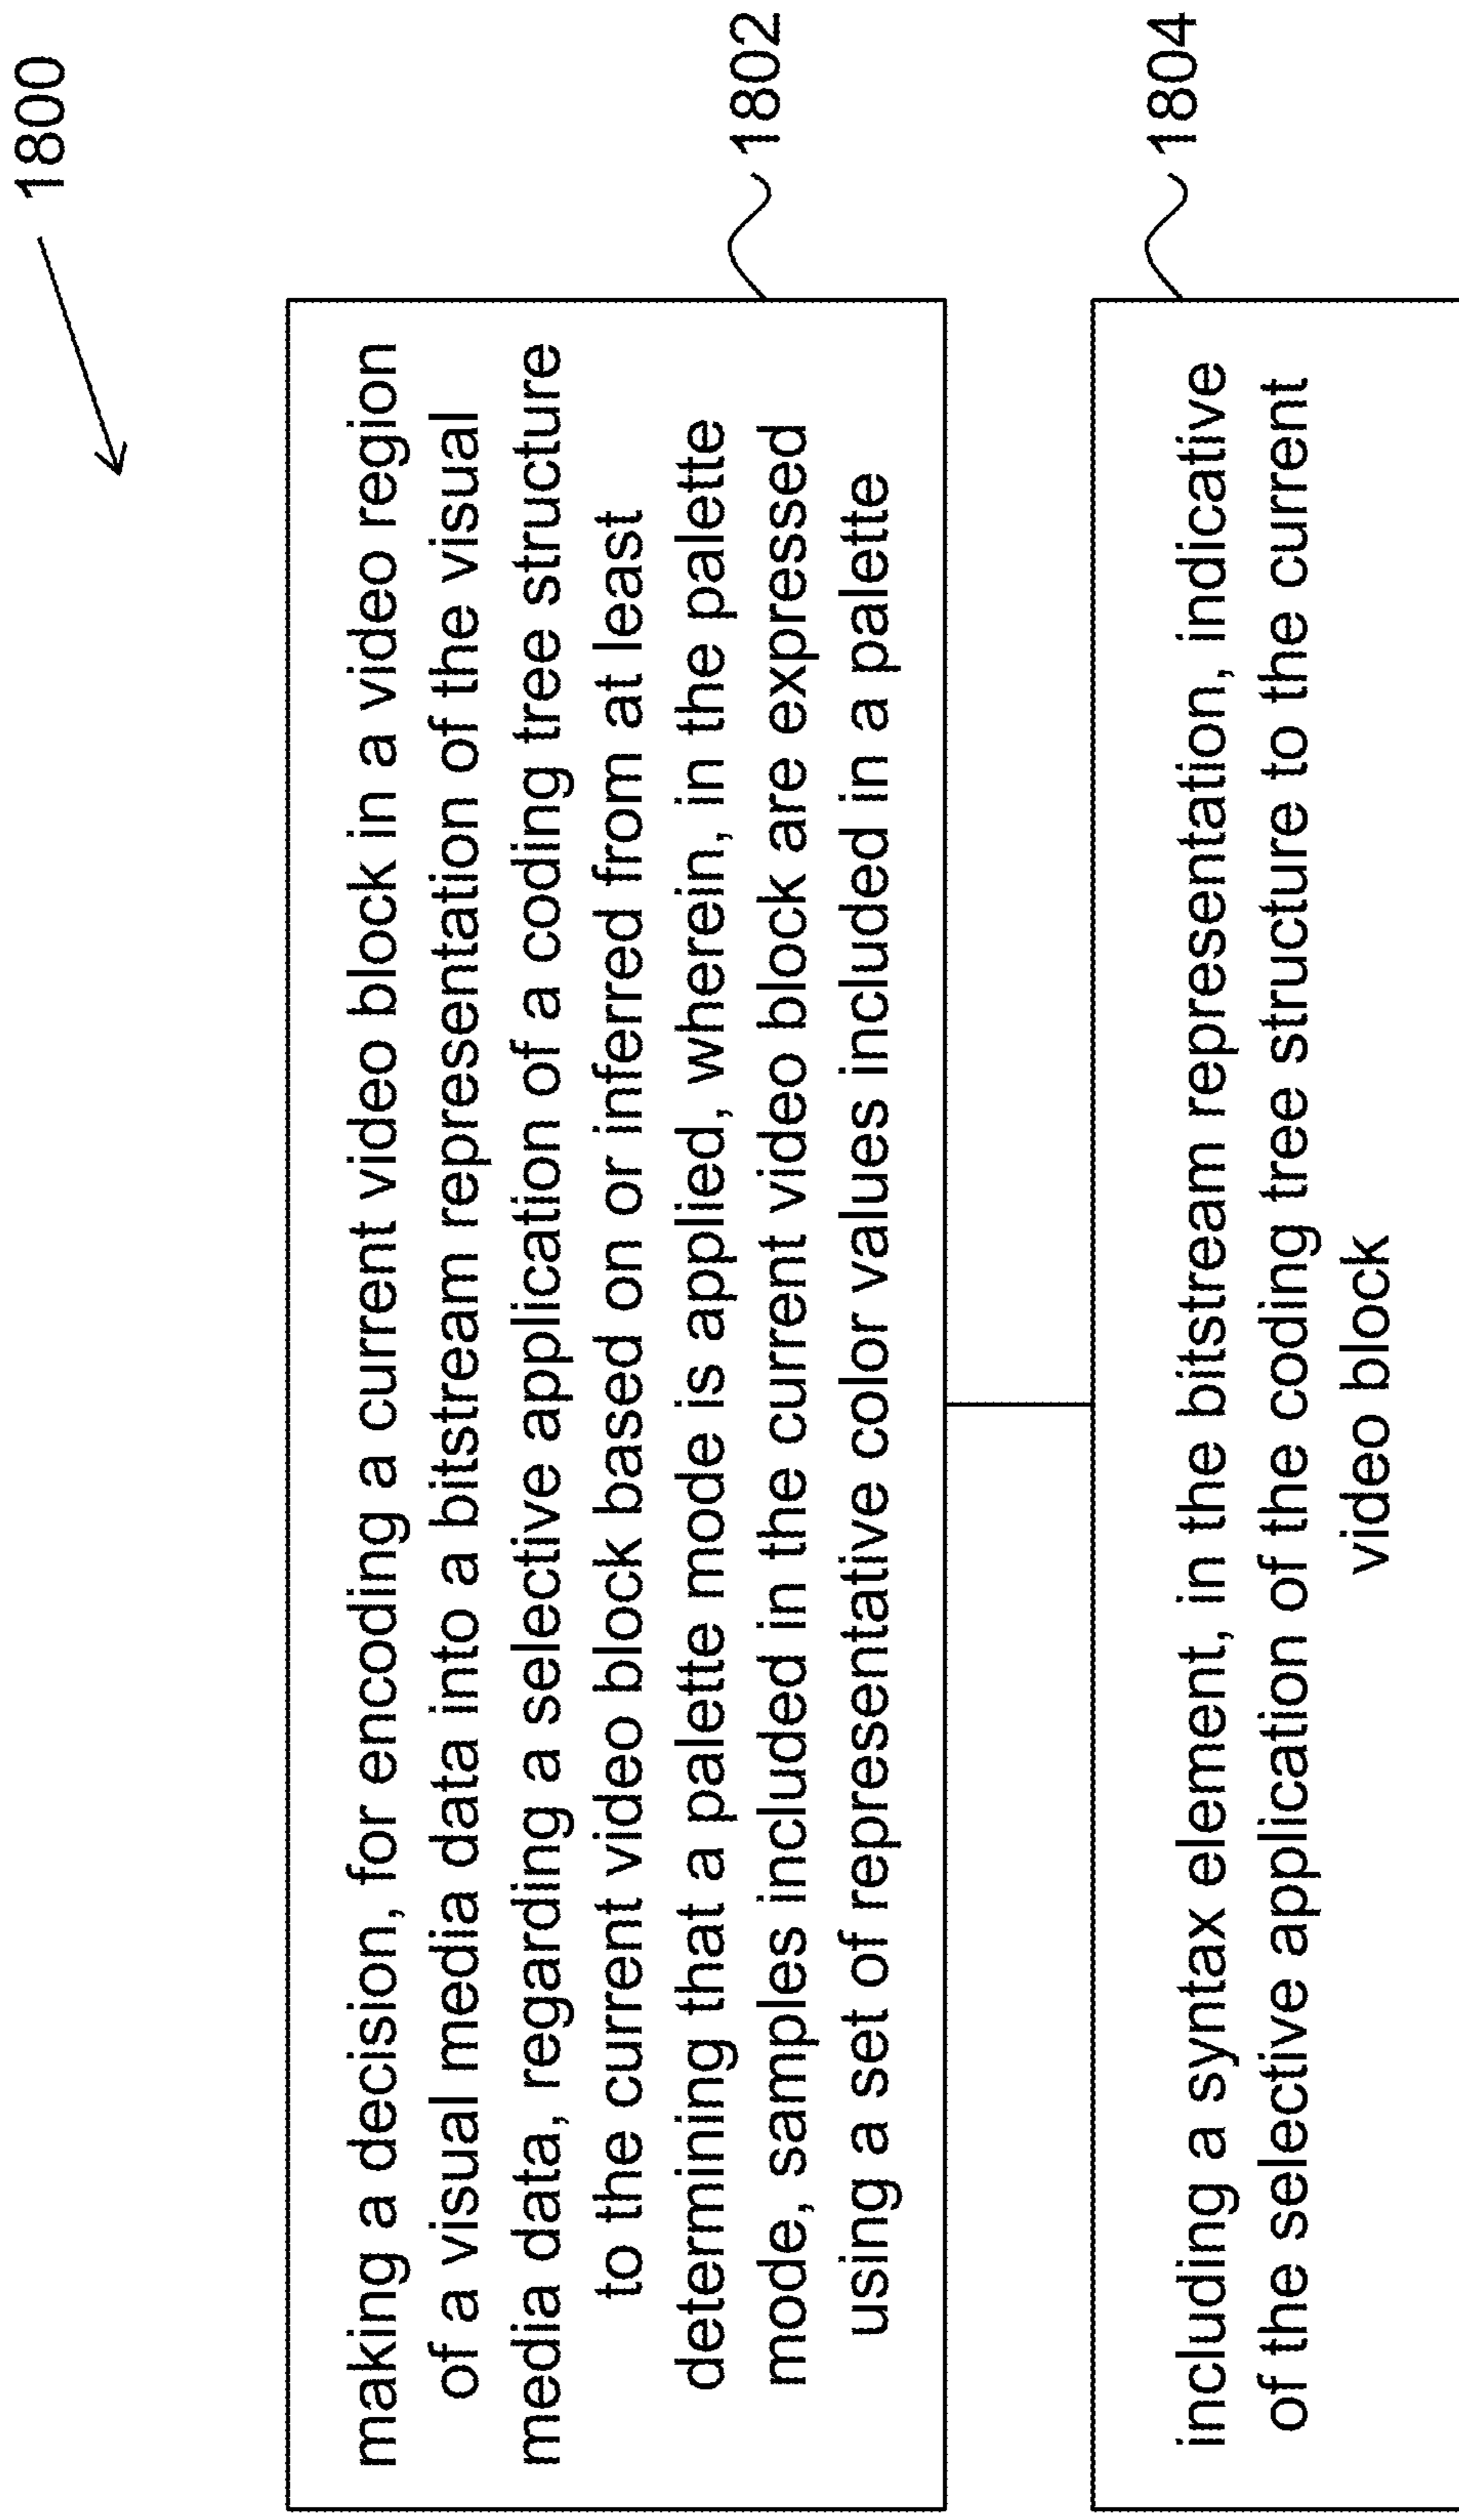 1800
making a decision, for encoding a current video block in a video region
of a visual media data into a bitstream representation of the visual
media data, regarding a selective application of a coding tree structure
to the current video block based on or inferred from at least
determining that a palette mode is applied, wherein, in the palette
mode, samples included in the current video block are expressed
using a set of representative color values included in a palette
1802
including a syntax element, in the bitstream representation, indicative
of the selective application of the coding tree structure to the current
video block
1804